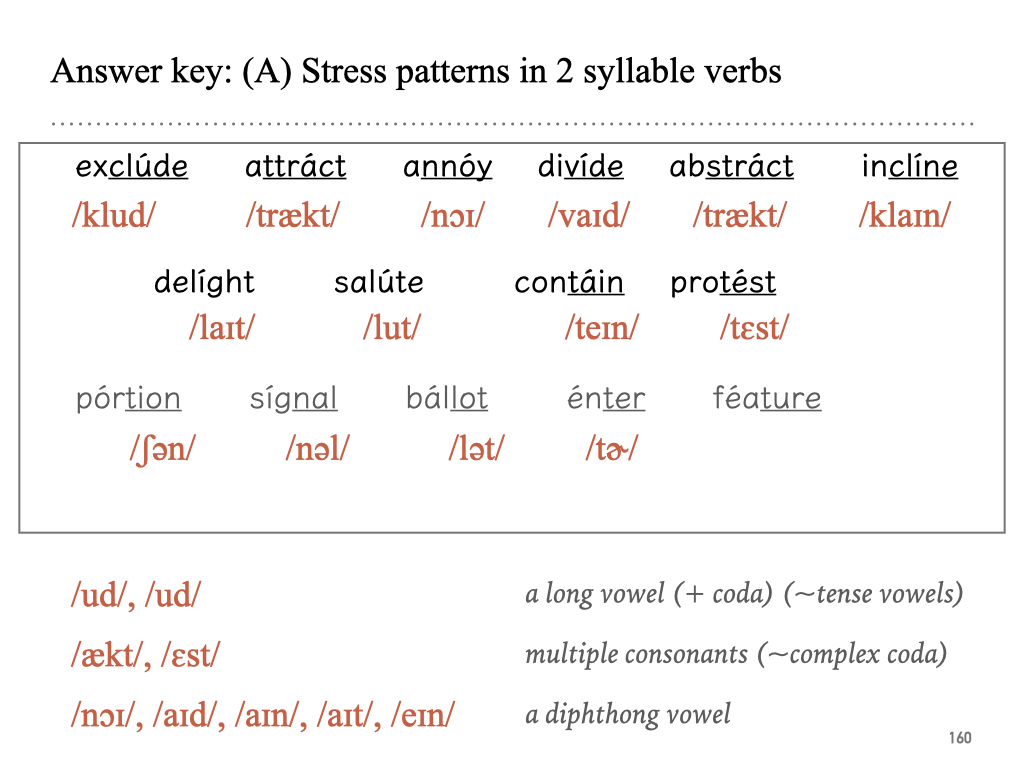 Answer key: (A) Stress patterns in 2 syllable verbs
exclúde attráct annóy divíde abstráct inclíne
/klud/ /trækt/ /nɔɪ/ /vaɪd/ /trækt/ /klaɪn/
delíght salúte contáin protést
/laɪt/ /lut/ /teɪn/ /tɛst/
pórtion sígnal bállot énter féature
/ʃən/ /nəl/ /lət/ /tɚ/
/ud/, /ud/ a long vowel (+ coda) (~tense vowels)
/ækt/, /ɛst/ multiple consonants (~complex coda)
/nɔɪ/, /aɪd/, /aɪn/, /aɪt/, /eɪn/ a diphthong vowel
160